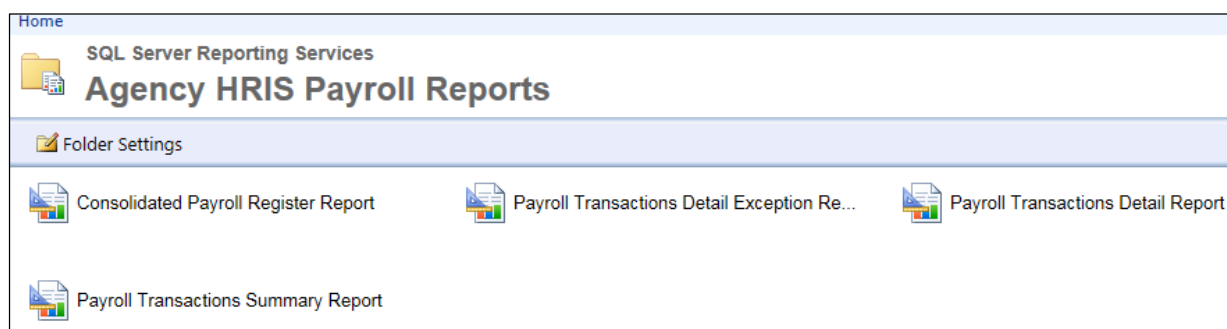 Home
SQL Server Reporting Services
Agency HRIS Payroll Reports
Folder Settings
Consolidated Payroll Register Report
Payroll Transactions Detail Exception Re...
Payroll Transactions Detail Report
Payroll Transactions Summary Report